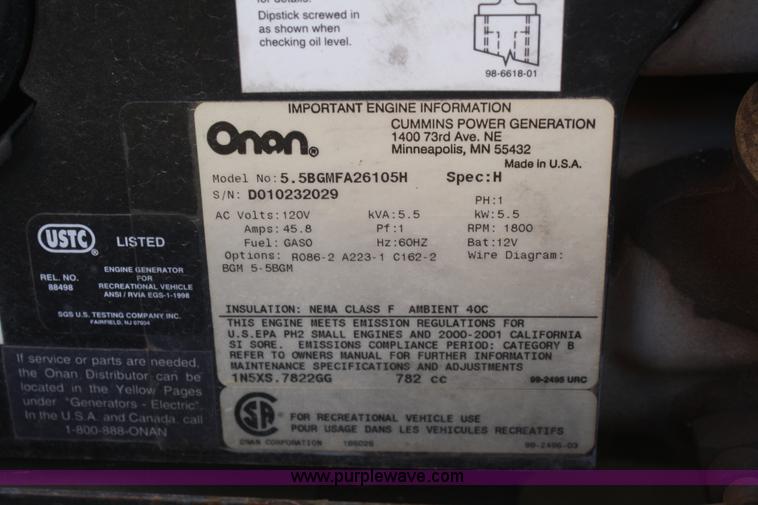 for details.
Dipstick screwed in
as shown when
checking oil level.
98-6618-01
IMPORTANT ENGINE INFORMATION
Onan®
CUMMINS POWER GENERATION
1400 73rd Ave. NE
Minneapolis, MN 55432
Made in U.S.A.
Model No: 5.5BGMFA26105H Spec:H
S/N: D010232029
PH:1
AC Volts:120V kVA:5.5 kW:5.5
Amps:45.8 Pf:1 RPM: 1800
Fuel:GASO Hz:60HZ Bat:12V
Options: R086-2 A223-1 C162-2 Wire Diagram:
BGM 5-5BGM
INSULATION: NEMA CLASS F AMBIENT 40C
THIS ENGINE MEETS EMISSION REGULATIONS FOR
U.S.EPA PH2 SMALL ENGINES AND 2000-2001 CALIFORNIA
SI SORE. EMISSIONS COMPLIANCE PERIOD: CATEGORY B
REFER TO OWNERS MANUAL FOR FURTHER INFORMATION
MAINTENANCE SPECIFICATIONS AND ADJUSTMENTS
1N5XS.7822GG 782 cc 99-2495 URC
USTC LISTED
REL. NO.
88498
ENGINE GENERATOR
FOR
RECREATIONAL VEHICLE
ANSI / RVIA EGS-1-1998
SGS U.S. TESTING COMPANY INC.
FAIRFIELD, NJ 07004
If service or parts are needed,
the Onan Distributor can be
located in the Yellow Pages
under "Generators - Electric".
In the U.S.A. and Canada, call
1-800-888-ONAN
FOR RECREATIONAL VEHICLE USE
POUR USAGE DANS LES VEHICULES RECREATIFS
ONAN CORPORATION
www.purplewave.com